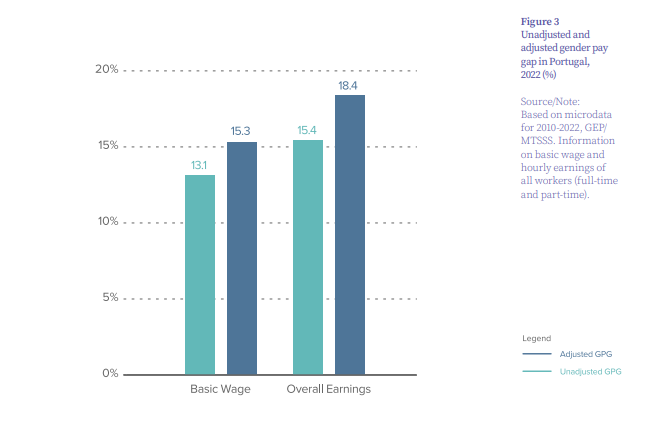 Figure 3
Unadjusted and
adjusted gender pay
gap in Portugal,
2022 (%)
Source/Note:
Based on microdata
for 2010-2022, GEP/
MTSSS. Information
on basic wage and
hourly earnings of
all workers (full-time
and part-time).
20%
15%
10%
5%
0%
13.1
15.3
15.4
18.4
Basic Wage
Overall Earnings
Legend
Adjusted GPG
Unadjusted GPG